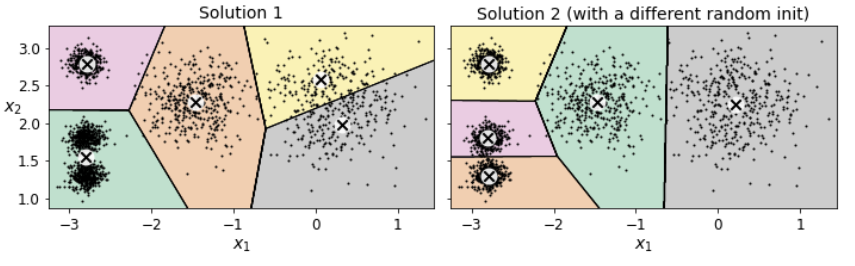 Solution 1
Solution 2 (with a different random init)
3.0
2.5
x₂ 2.0
1.5
1.0
−3 −2 −1 0 1
−3 −2 −1 0 1
x₁
x₁